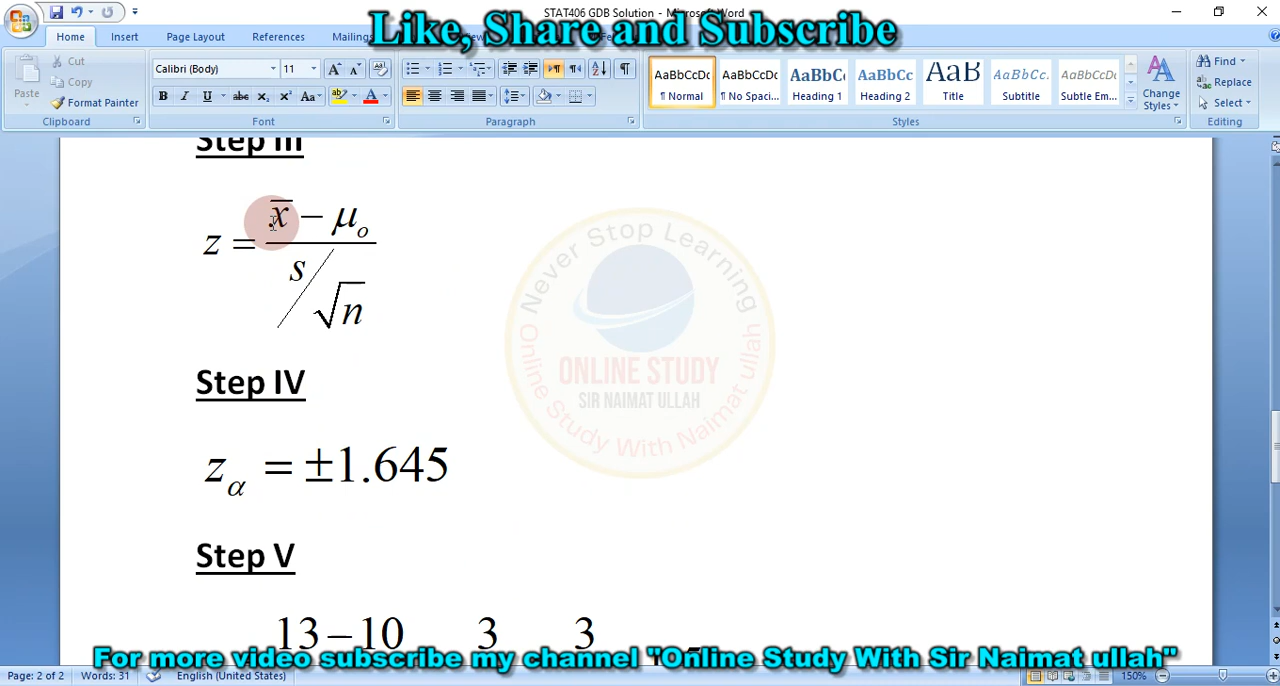 STAT406 GDB Solution - Microsoft Word
Like, Share and Subscribe
Home Insert Page Layout References Mailings
Paste Cut Copy Format Painter Clipboard
Calibri (Body) 11 Font
Paragraph
AaBbCcDc AaBbCcDc AaBbCc AaBbCc AaBbC AaBbCc. AaBbCcDc
¶ Normal ¶ No Spaci... Heading 1 Heading 2 Title Subtitle Subtle Em...
Change Styles Styles
Find Replace Select Editing
Step III
z = (x̄ − μₒ) / (s/√n)
Step IV
zα = ±1.645
Step V
13 − 10 3 3
Never Stop Learning
ONLINE STUDY
SIR NAIMAT ULLAH
Online Study With Naimat ullah
For more video subscribe my channel "Online Study With Sir Naimat ullah"
Page: 2 of 2 Words: 31 English (United States) 150%